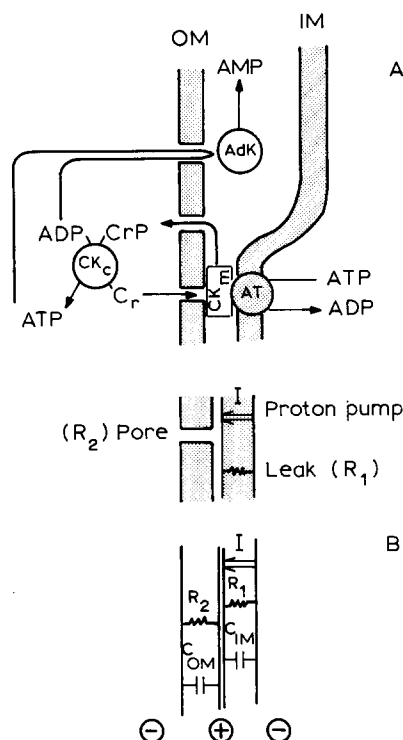 OM IM
A
AMP
AdK
ADP CrP
CKc
Cr
ATP
CKm
AT
ATP
ADP
I
Proton pump
(R2) Pore
Leak (R1)
B
I
R2
R1
COM
CIM
⊖ ⊕ ⊖